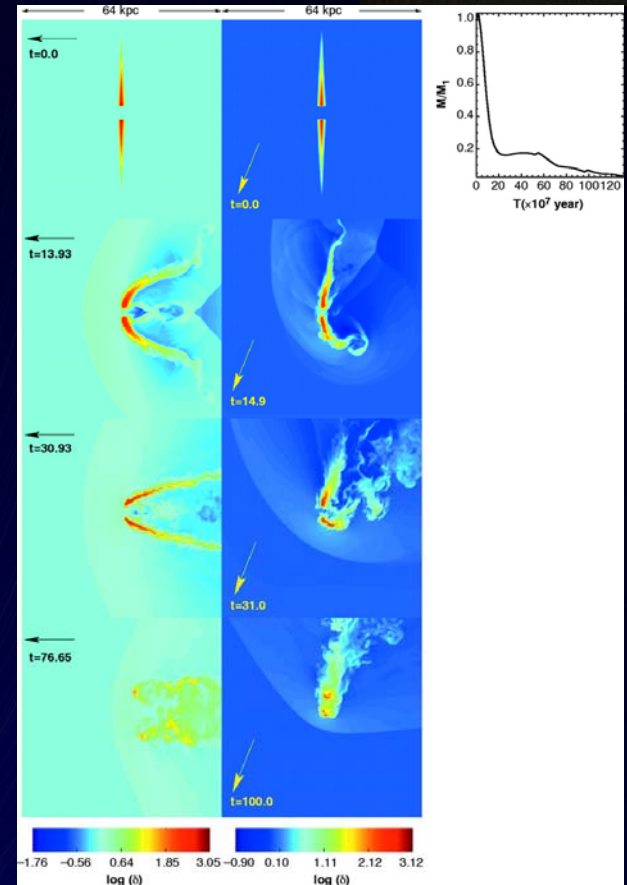 64 kpc 64 kpc
t=0.0
t=0.0
t=13.93
t=14.9
t=30.93
t=31.0
t=76.65
t=100.0
−1.76 −0.56 0.64 1.85 3.05
log (δ)
−0.90 0.10 1.11 2.12 3.12
log (δ)
1.0
0.8
0.6
0.4
0.2
M/M₁
0 20 40 60 80 100 120
T(×10⁷ year)